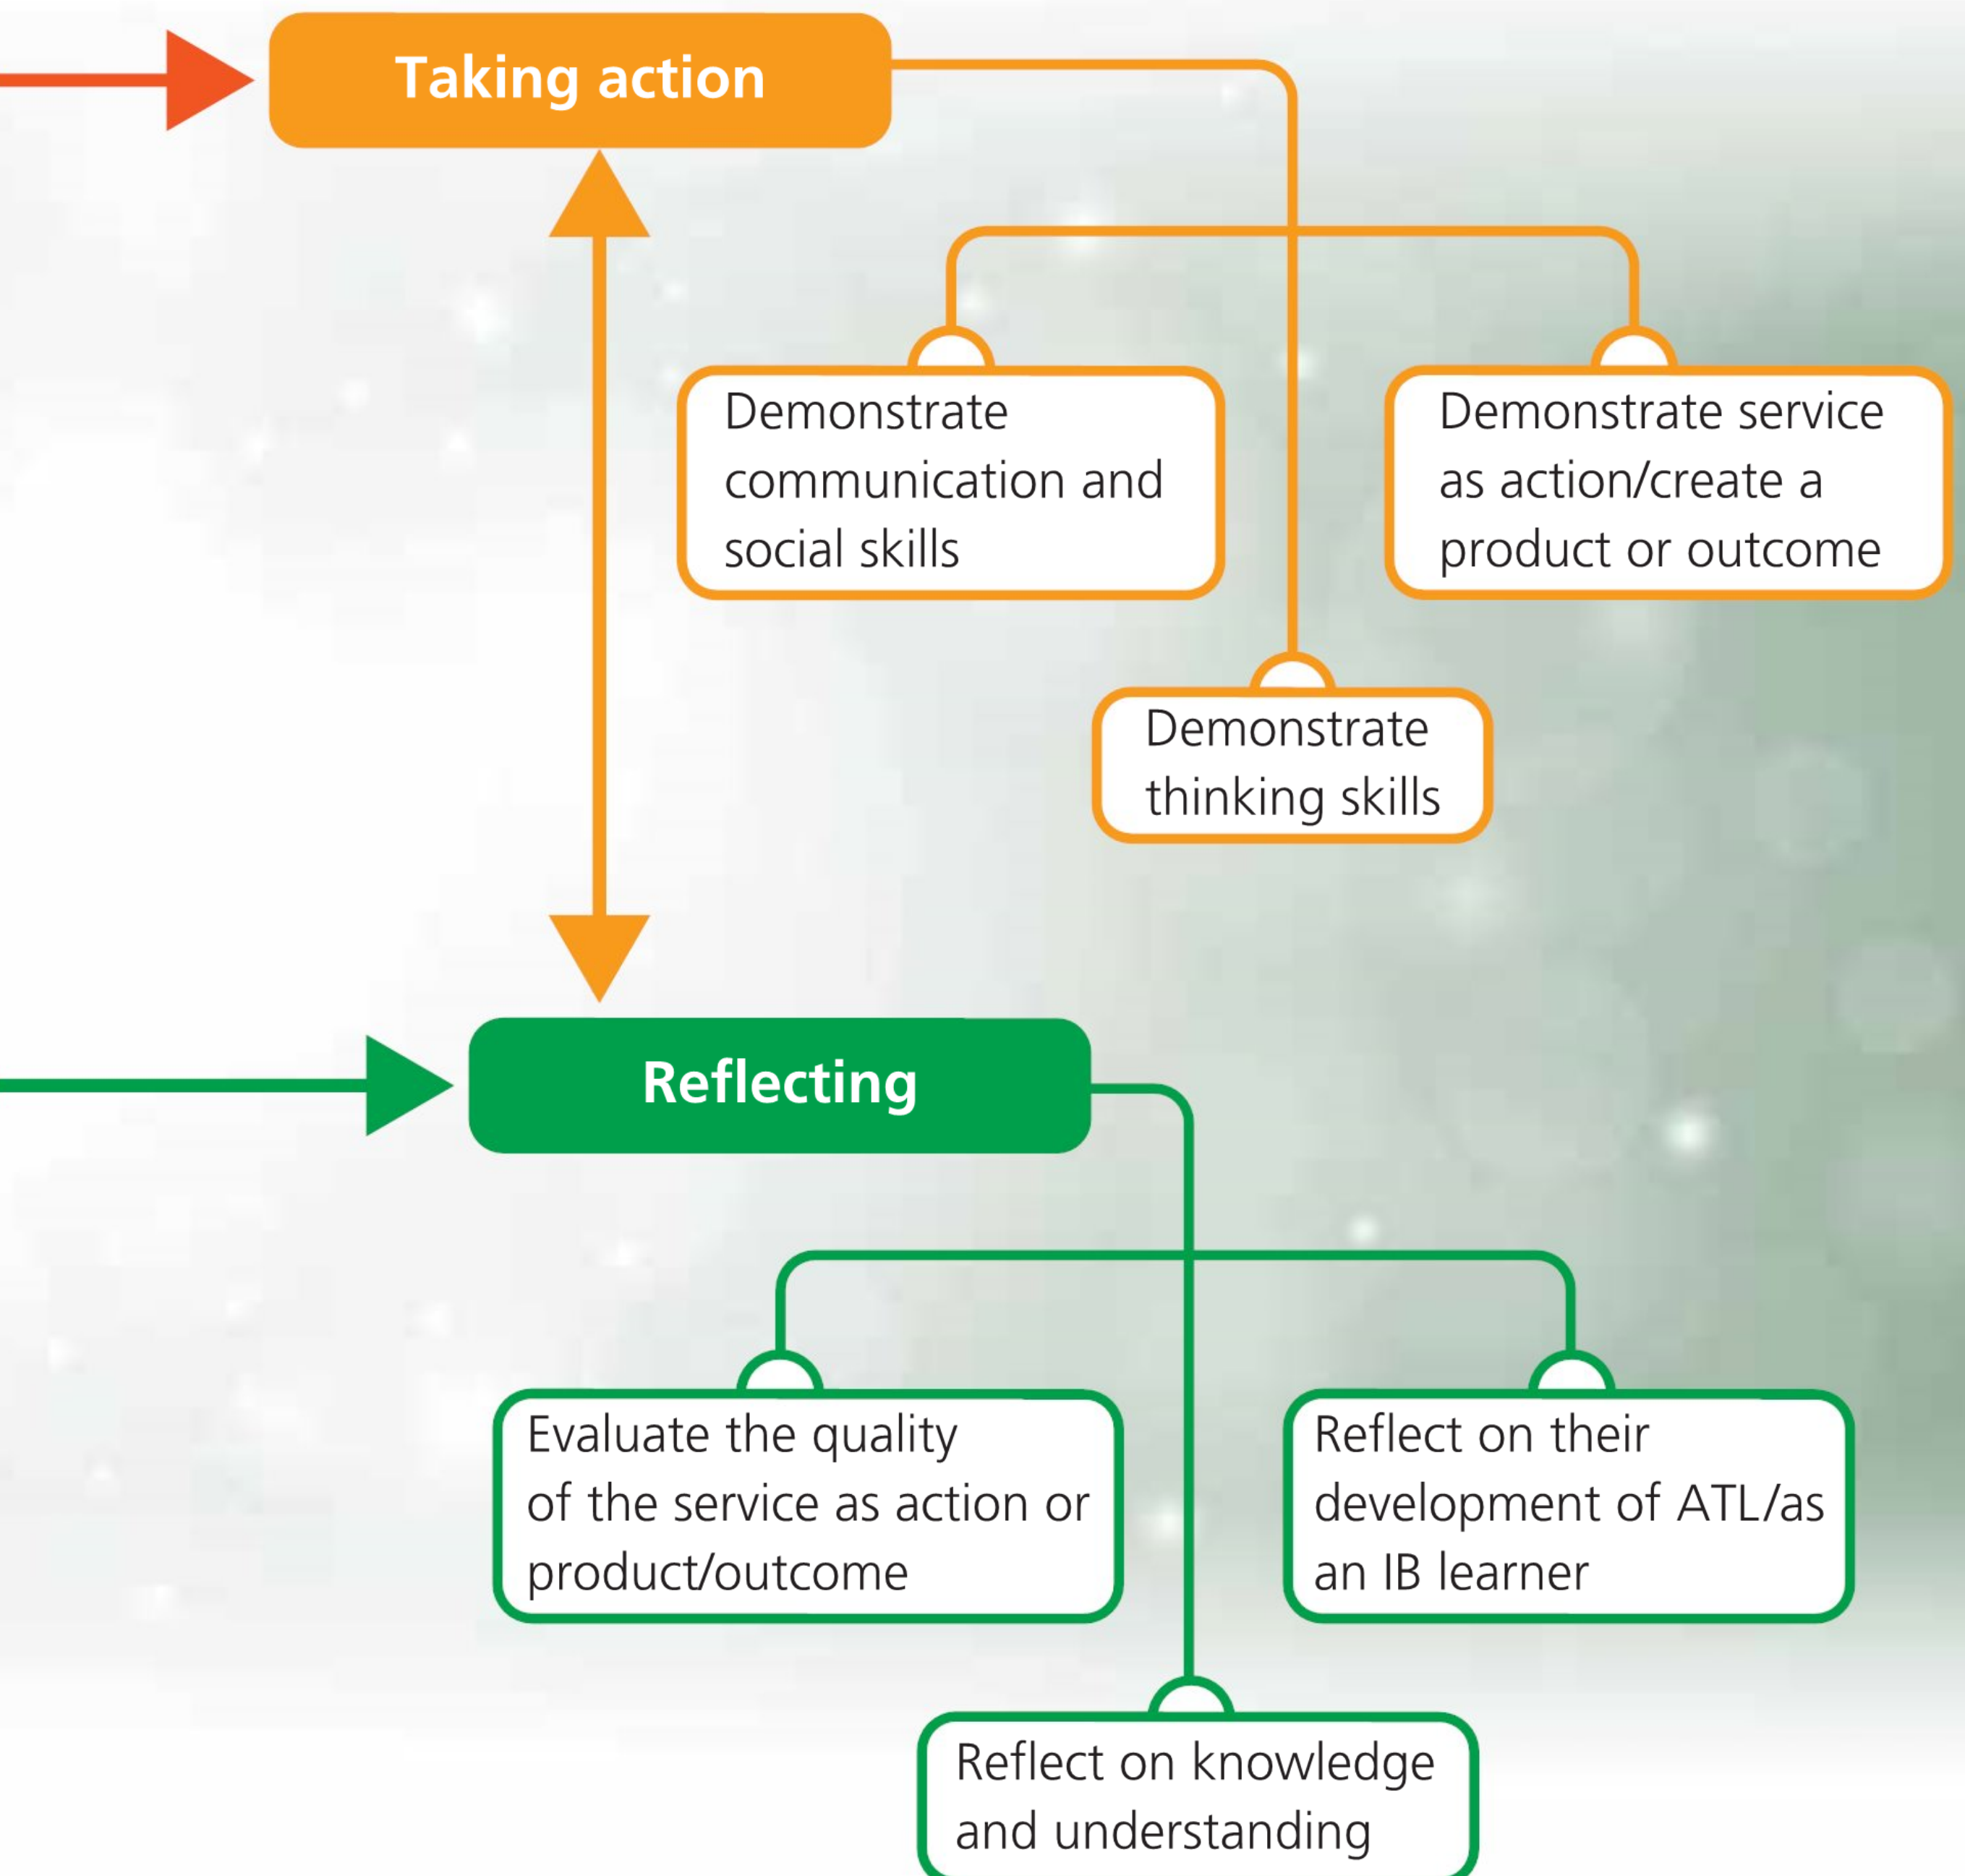 Taking action
Demonstrate
communication and
social skills
Demonstrate service
as action/create a
product or outcome
Demonstrate
thinking skills
Reflecting
Evaluate the quality
of the service as action or
product/outcome
Reflect on their
development of ATL/as
an IB learner
Reflect on knowledge
and understanding